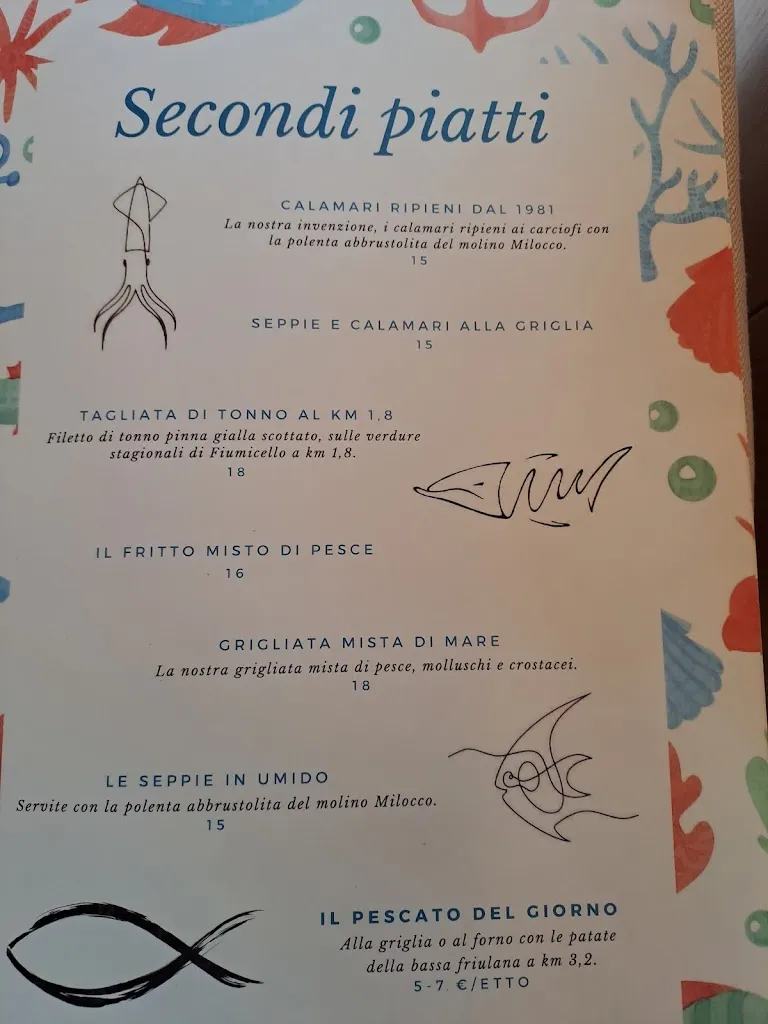 Secondi piatti
CALAMARI RIPIENI DAL 1981
La nostra invenzione, i calamari ripieni ai carciofi con
la polenta abbrustolita del molino Milocco.
15
SEPPIE E CALAMARI ALLA GRIGLIA
15
TAGLIATA DI TONNO AL KM 1,8
Filetto di tonno pinna gialla scottato, sulle verdure
stagionali di Fiumicello a km 1,8.
18
IL FRITTO MISTO DI PESCE
16
GRIGLIATA MISTA DI MARE
La nostra grigliata mista di pesce, molluschi e crostacei.
18
LE SEPPIE IN UMIDO
Servite con la polenta abbrustolita del molino Milocco.
15
IL PESCATO DEL GIORNO
Alla griglia o al forno con le patate
della bassa friulana a km 3,2.
5-7 €/ETTO